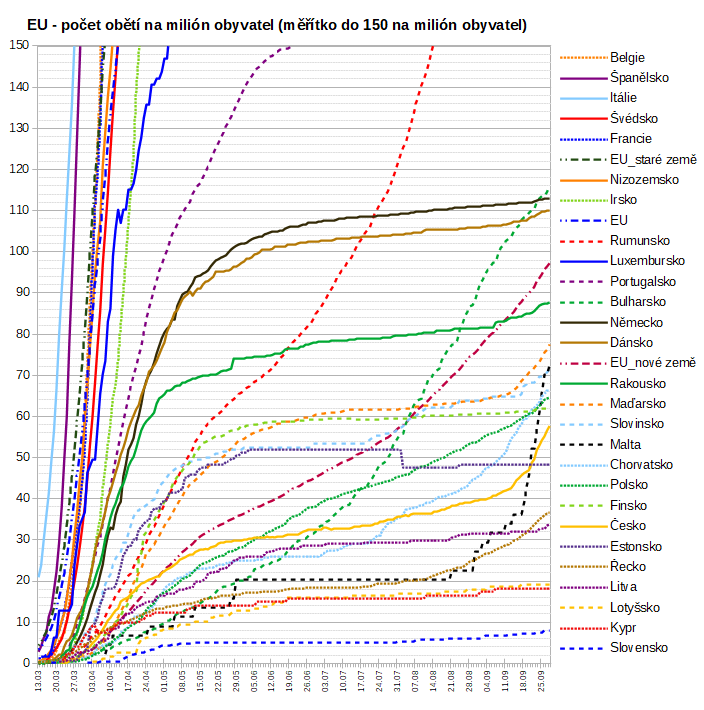 EU - počet obětí na milión obyvatel (měřítko do 150 na milión obyvatel)
150
140
130
120
110
100
90
80
70
60
50
40
30
20
10
0
13.03 20.03 27.03 03.04 10.04 17.04 24.04 01.05 08.05 15.05 22.05 29.05 05.06 12.06 19.06 26.06 03.07 10.07 17.07 24.07 31.07 07.08 14.08 21.08 28.08 04.09 11.09 18.09 25.09
Belgie
Španělsko
Itálie
Švédsko
Francie
EU_staré země
Nizozemsko
Irsko
EU
Rumunsko
Luxembursko
Portugalsko
Bulharsko
Německo
Dánsko
EU_nové země
Rakousko
Maďarsko
Slovinsko
Malta
Chorvatsko
Polsko
Finsko
Česko
Estonsko
Řecko
Litva
Lotyšsko
Kypr
Slovensko